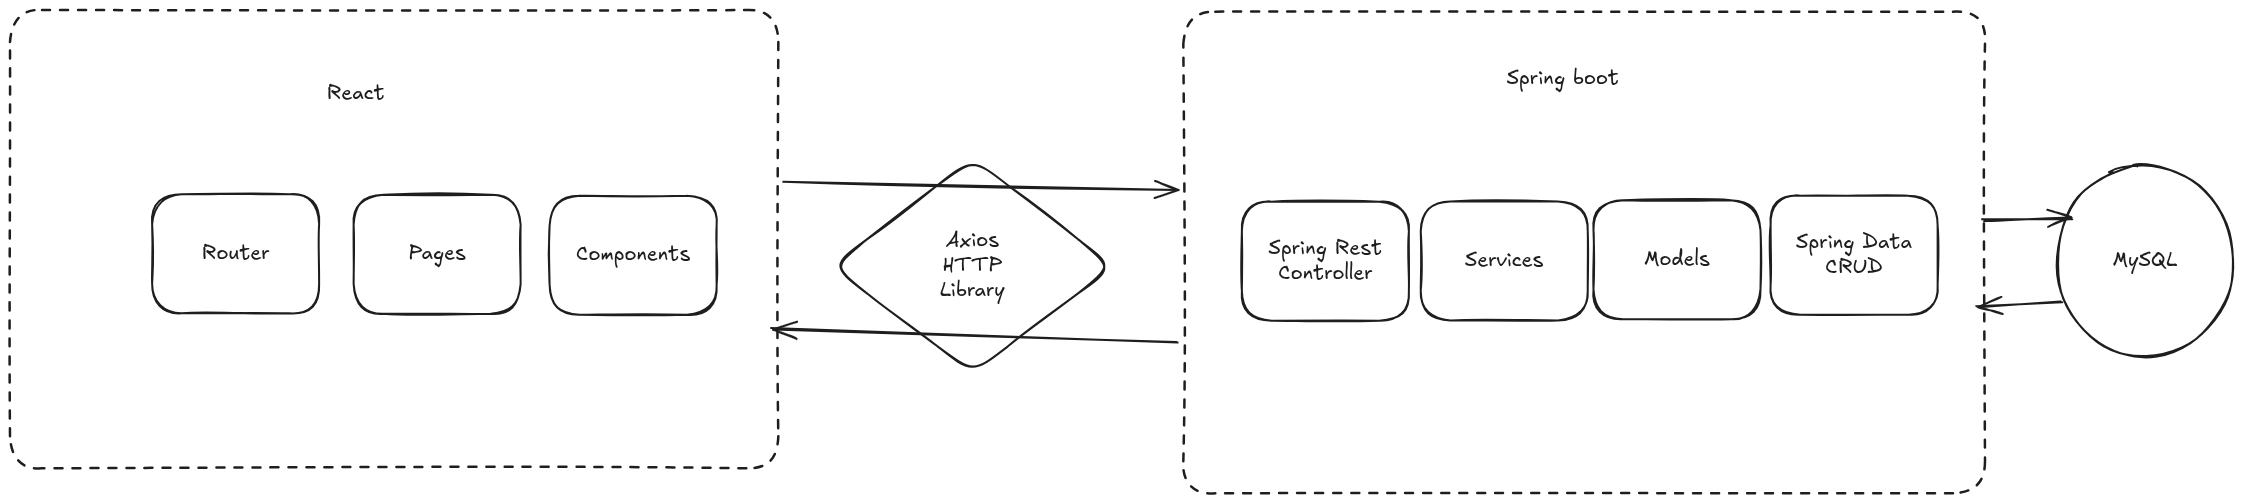 React
Router
Pages
Components
Axios
HTTP
Library
Spring boot
Spring Rest
Controller
Services
Models
Spring Data
CRUD
MySQL